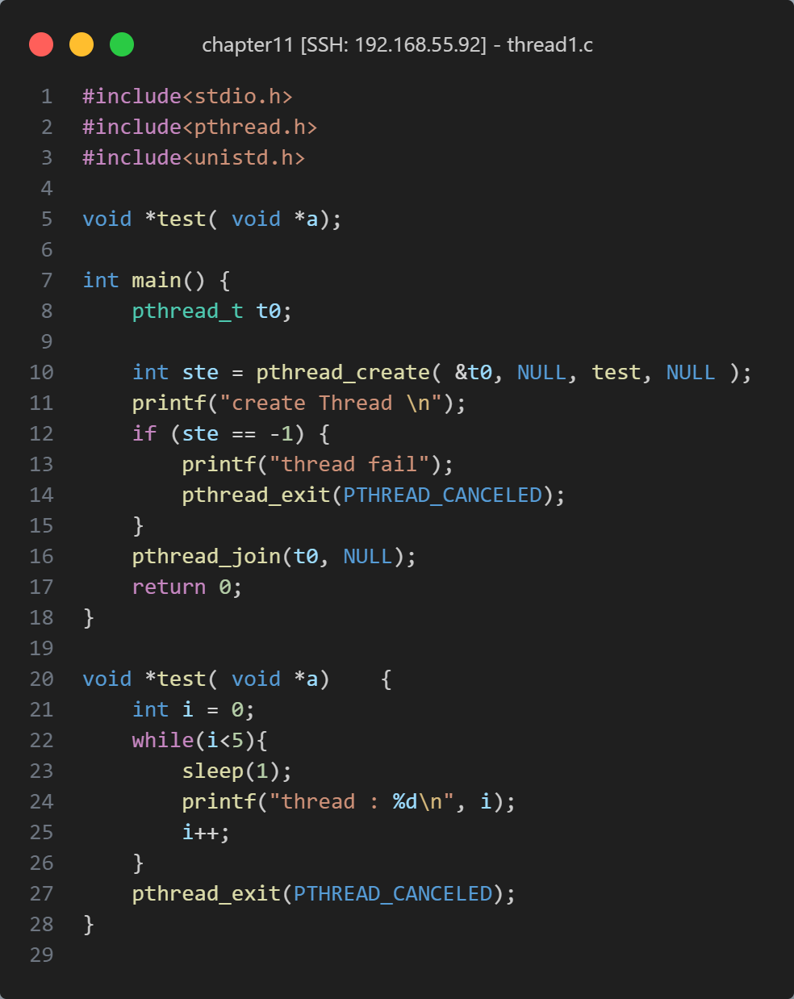 chapter11 [SSH: 192.168.55.92] - thread1.c
1 #include<stdio.h>
2 #include<pthread.h>
3 #include<unistd.h>
4
5 void *test( void *a);
6
7 int main() {
8     pthread_t t0;
9
10     int ste = pthread_create( &t0, NULL, test, NULL );
11     printf("create Thread \n");
12     if (ste == -1) {
13         printf("thread fail");
14         pthread_exit(PTHREAD_CANCELED);
15     }
16     pthread_join(t0, NULL);
17     return 0;
18 }
19
20 void *test( void *a)    {
21     int i = 0;
22     while(i<5){
23         sleep(1);
24         printf("thread : %d\n", i);
25         i++;
26     }
27     pthread_exit(PTHREAD_CANCELED);
28 }
29